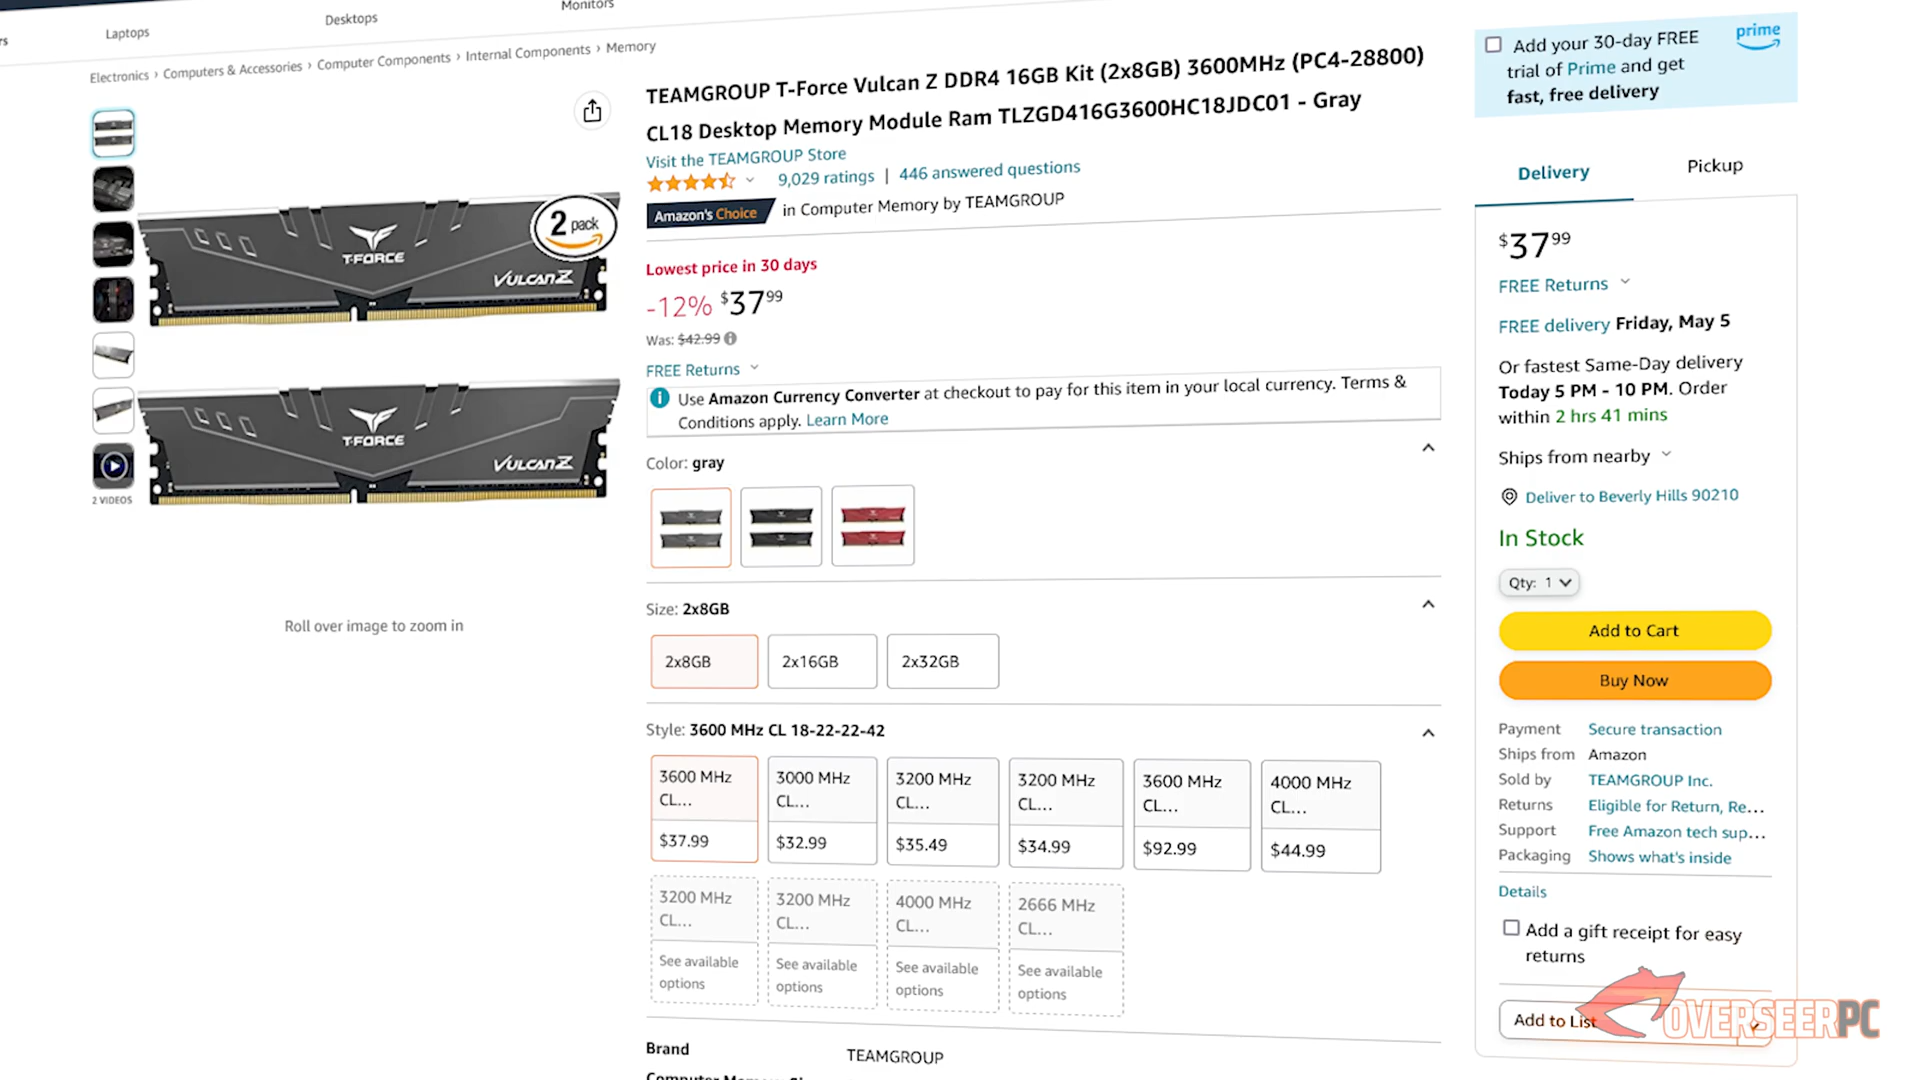 Laptops
Desktops
Monitors
Electronics › Computers & Accessories › Computer Components › Internal Components › Memory
2 pack
T-FORCE
VULCAN Z
T-FORCE
VULCAN Z
2 VIDEOS
Roll over image to zoom in
TEAMGROUP T-Force Vulcan Z DDR4 16GB Kit (2x8GB) 3600MHz (PC4-28800)
CL18 Desktop Memory Module Ram TLZGD416G3600HC18JDC01 - Gray
Visit the TEAMGROUP Store
9,029 ratings | 446 answered questions
Amazon's Choice in Computer Memory by TEAMGROUP
Lowest price in 30 days
-12% $37 99
Was: $42.99
FREE Returns
Use Amazon Currency Converter at checkout to pay for this item in your local currency. Terms &
Conditions apply. Learn More
Color: gray
Size: 2x8GB
2x8GB 2x16GB 2x32GB
Style: 3600 MHz CL 18-22-22-42
3600 MHz CL... $37.99
3000 MHz CL... $32.99
3200 MHz CL... $35.49
3200 MHz CL... $34.99
3600 MHz CL... $92.99
4000 MHz CL... $44.99
3200 MHz CL... See available options
3200 MHz CL... See available options
4000 MHz CL... See available options
2666 MHz CL... See available options
Brand TEAMGROUP
Add your 30-day FREE
trial of Prime and get
fast, free delivery
prime
Delivery Pickup
$37 99
FREE Returns
FREE delivery Friday, May 5
Or fastest Same-Day delivery
Today 5 PM - 10 PM. Order
within 2 hrs 41 mins
Ships from nearby
Deliver to Beverly Hills 90210
In Stock
Qty: 1
Add to Cart
Buy Now
Payment Secure transaction
Ships from Amazon
Sold by TEAMGROUP Inc.
Returns Eligible for Return, Re...
Support Free Amazon tech sup...
Packaging Shows what's inside
Details
Add a gift receipt for easy
returns
Add to List
OVERSEERPC